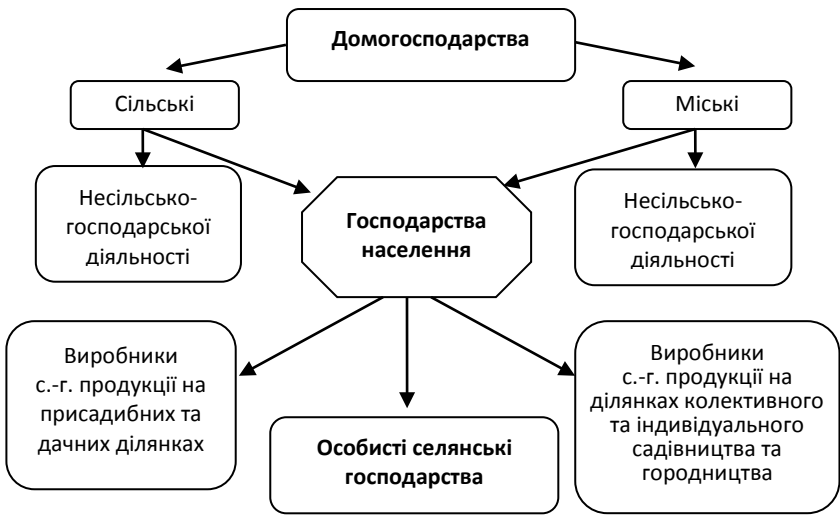 Домогосподарства
Сільські
Міські
Несільсько-
господарської
діяльності
Господарства
населення
Несільсько-
господарської
діяльності
Виробники
с.-г. продукції на
присадибних та
дачних ділянках
Особисті селянські
господарства
Виробники
с.-г. продукції на
ділянках колективного
та індивідуального
садівництва та
городництва